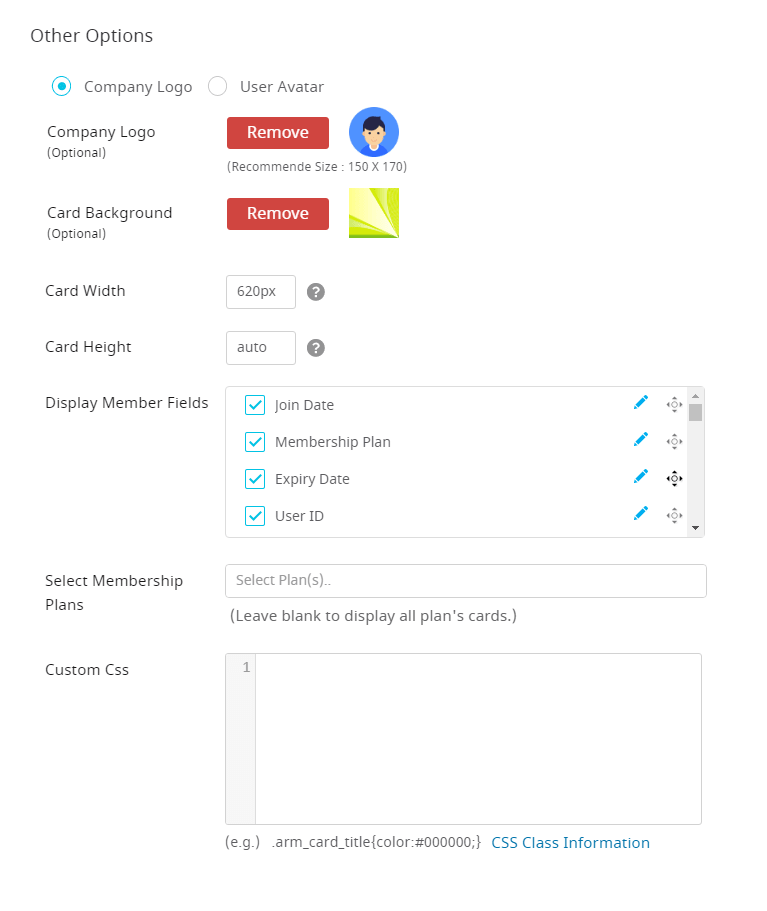 Other Options
Company Logo User Avatar
Company Logo Remove
(Optional)
(Recommende Size : 150 X 170)
Card Background Remove
(Optional)
Card Width 620px ?
Card Height auto ?
Display Member Fields Join Date
Membership Plan
Expiry Date
User ID
Select Membership Plans Select Plan(s)..
(Leave blank to display all plan's cards.)
Custom Css 1
(e.g.) .arm_card_title{color:#000000;} CSS Class Information